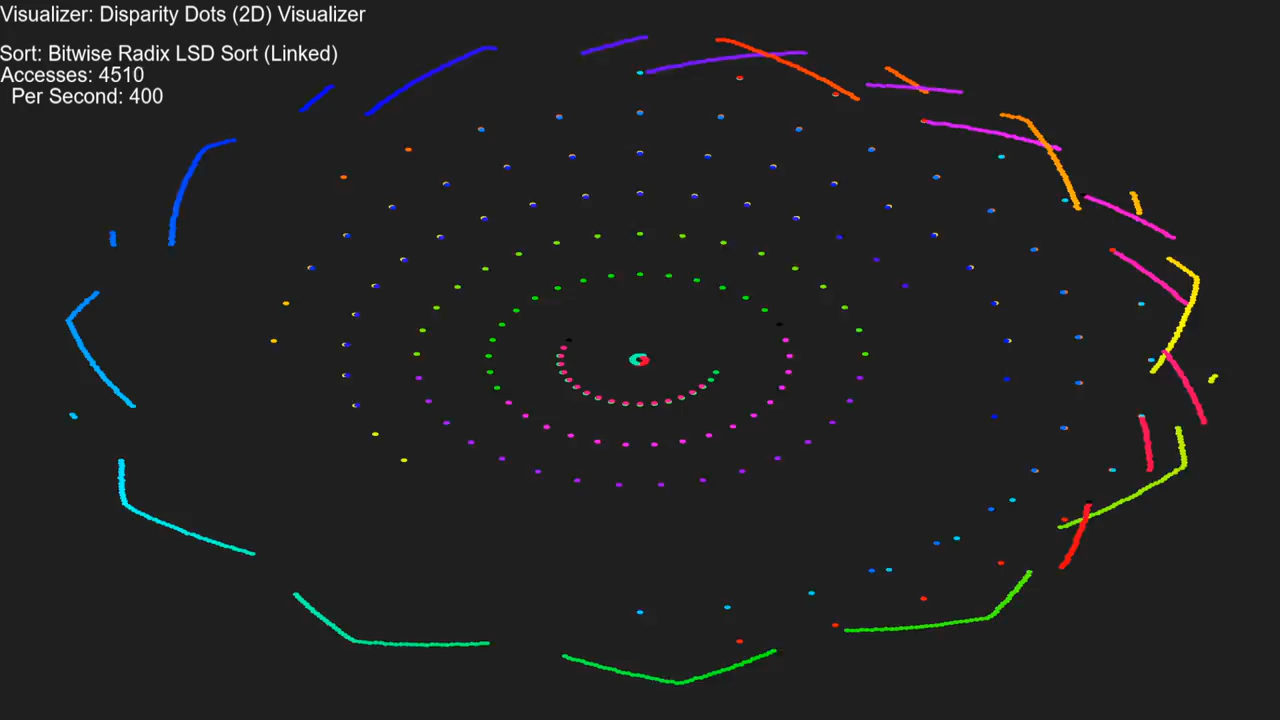 Visualizer: Disparity Dots (2D) Visualizer
Sort: Bitwise Radix LSD Sort (Linked)
Accesses: 4510
Per Second: 400